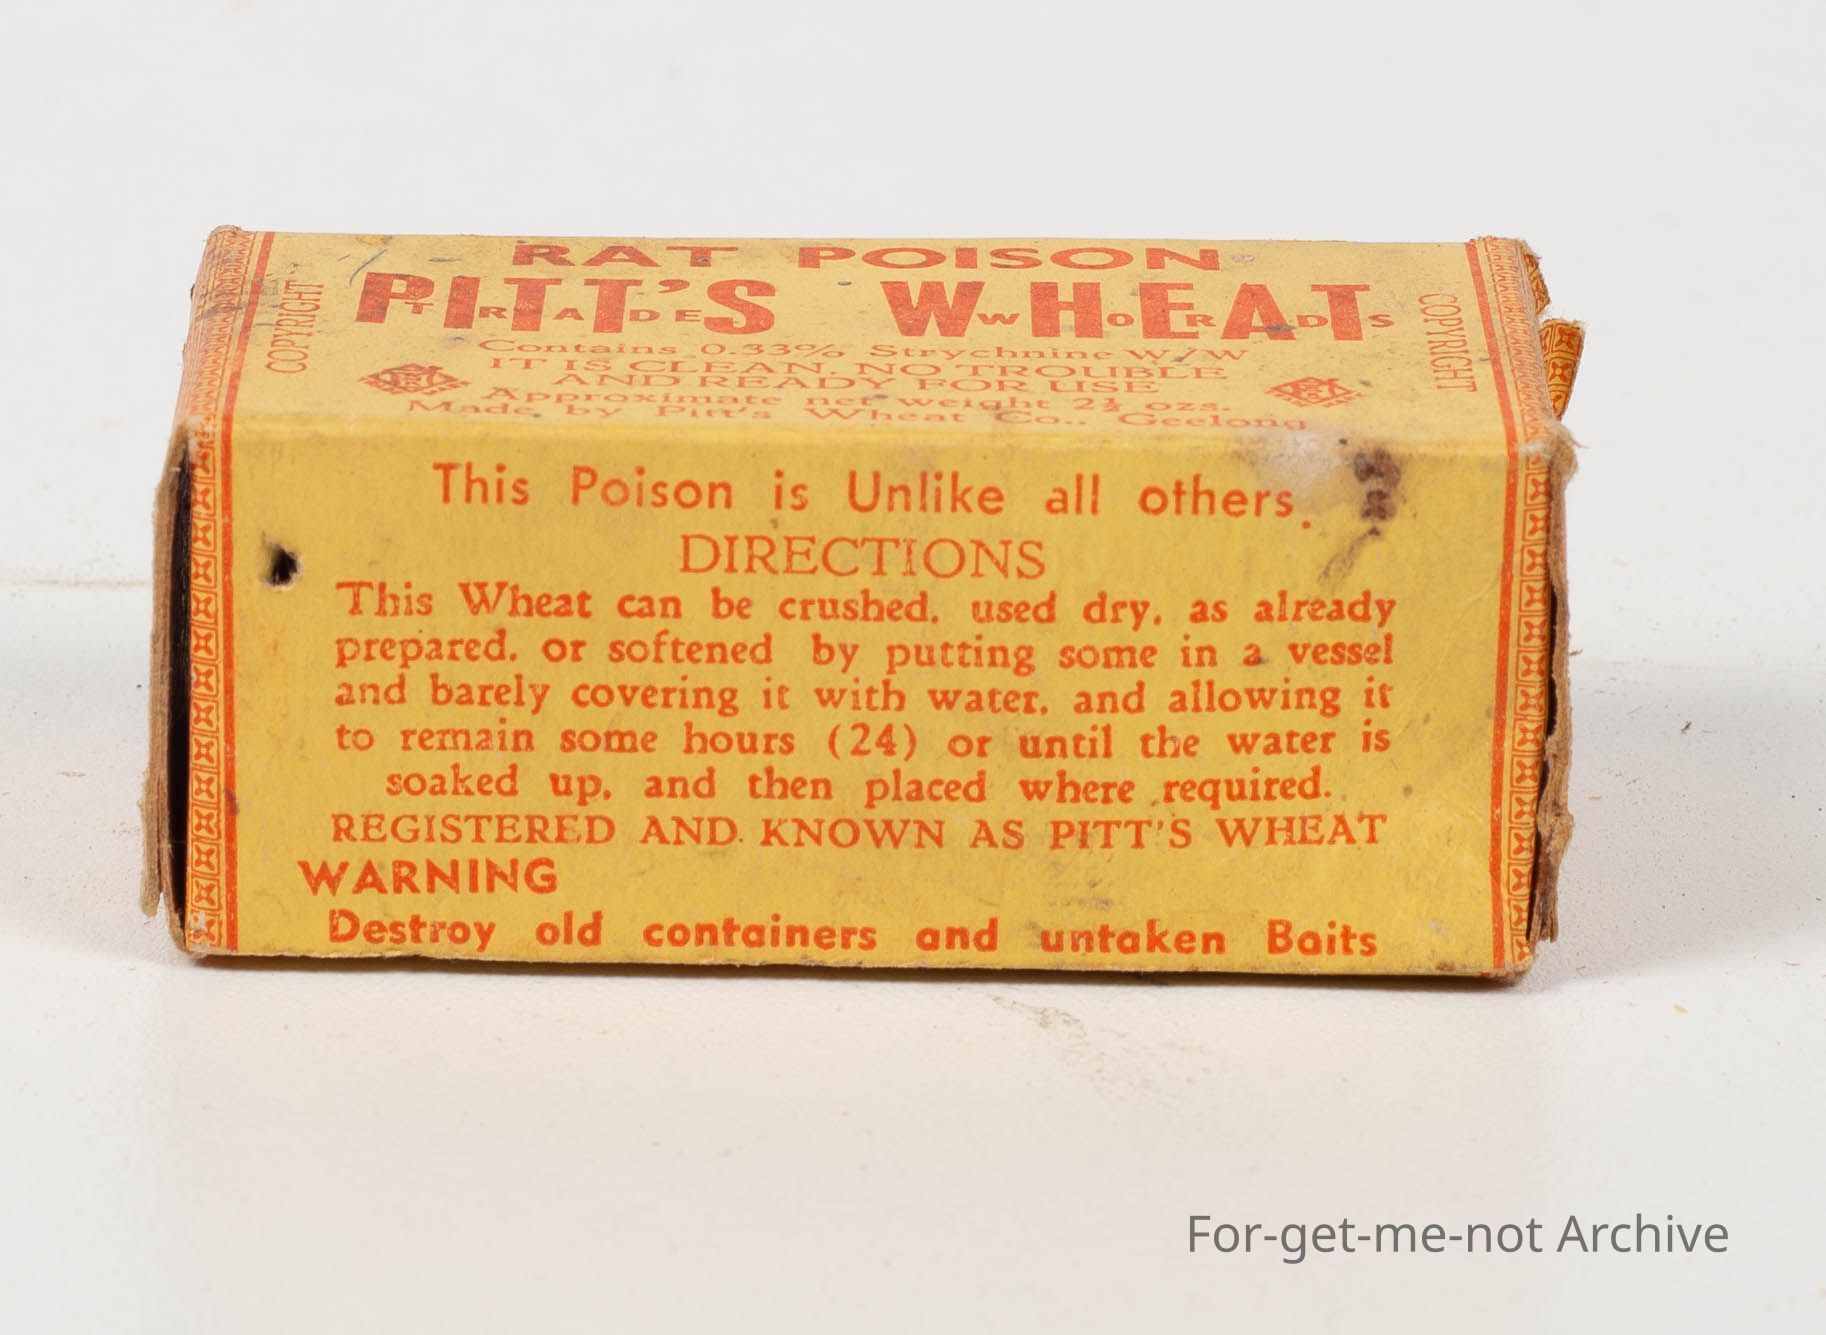 RAT POISON
PITT'S WHEAT
TRADE WORDS
COPYRIGHT
COPYRIGHT
Contains 0.33% Strychnine W/W
IT IS CLEAN. NO TROUBLE
AND READY FOR USE
Approximate net weight 2½ ozs.
Made by Pitt's Wheat Co., Geelong
This Poison is Unlike all others.
DIRECTIONS
This Wheat can be crushed, used dry, as already
prepared, or softened by putting some in a vessel
and barely covering it with water, and allowing it
to remain some hours (24) or until the water is
soaked up, and then placed where required.
REGISTERED AND KNOWN AS PITT'S WHEAT
WARNING
Destroy old containers and untaken Baits
For-get-me-not Archive